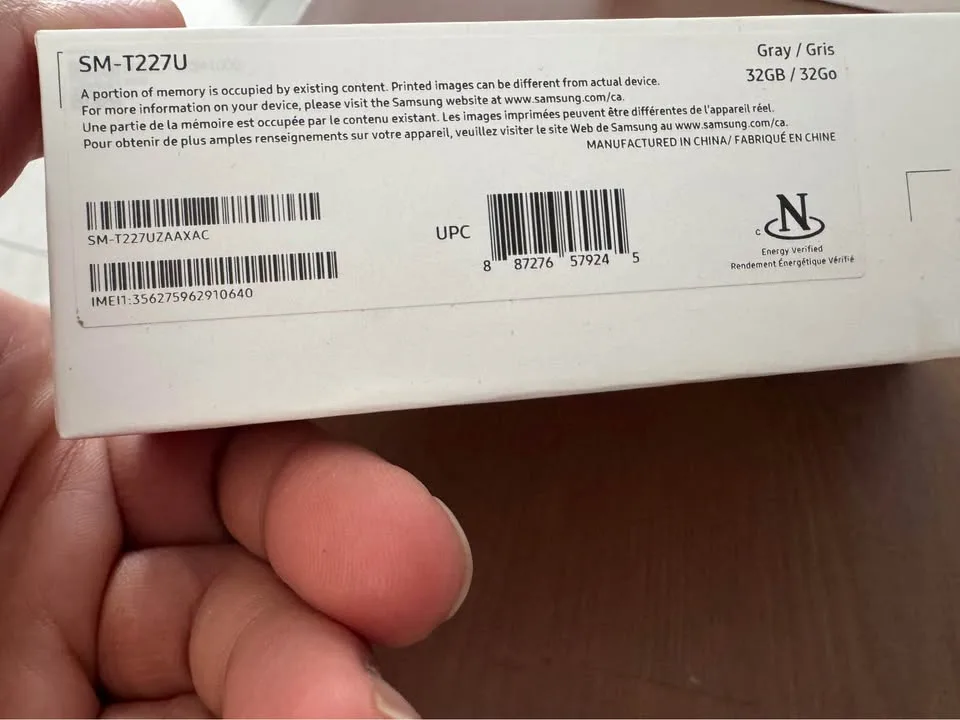 SM-T227U
Gray / Gris
32GB / 32Go
A portion of memory is occupied by existing content. Printed images can be different from actual device.
For more information on your device, please visit the Samsung website at www.samsung.com/ca.
Une partie de la mémoire est occupée par le contenu existant. Les images imprimées peuvent être différentes de l'appareil réel.
Pour obtenir de plus amples renseignements sur votre appareil, veuillez visiter le site Web de Samsung au www.samsung.com/ca.
MANUFACTURED IN CHINA/ FABRIQUÉ EN CHINE
SM-T227UZAAXAC
IMEI1:356275962910640
UPC
8 87276 57924 5
c N
Energy Verified
Rendement Énergétique Vérifié